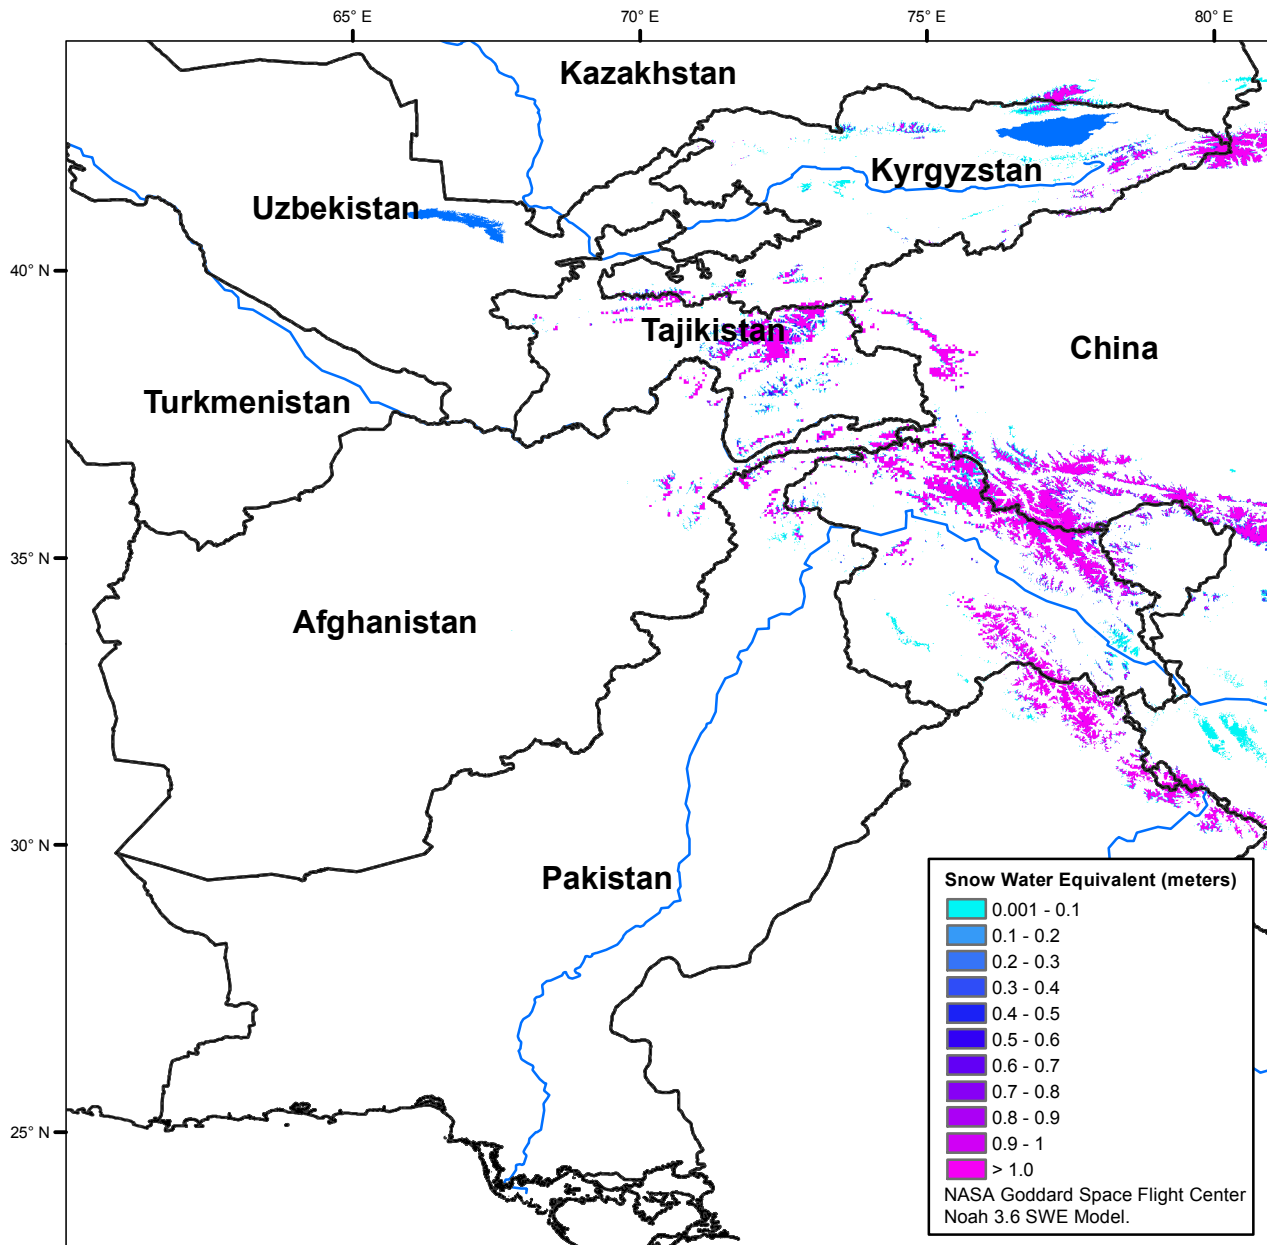 65° E
70° E
75° E
80° E
Kazakhstan
Kyrgyzstan
Uzbekistan
40° N
Tajikistan
China
Turkmenistan
35° N
Afghanistan
30° N
Pakistan
25° N
Snow Water Equivalent (meters)
0.001 - 0.1
0.1 - 0.2
0.2 - 0.3
0.3 - 0.4
0.4 - 0.5
0.5 - 0.6
0.6 - 0.7
0.7 - 0.8
0.8 - 0.9
0.9 - 1
> 1.0
NASA Goddard Space Flight Center
Noah 3.6 SWE Model.